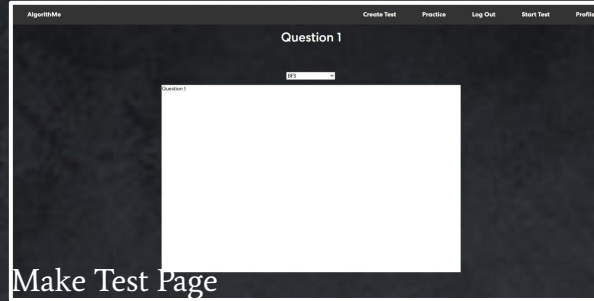 AlgorithMe Create Test Practice Log Out Start Test Profile
Question 1
BFS
Question 1
Make Test Page